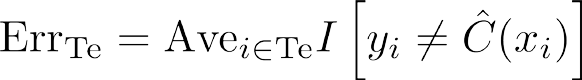 Err_Te = Ave_{i∈Te} I [y_i ≠ Ĉ(x_i)]